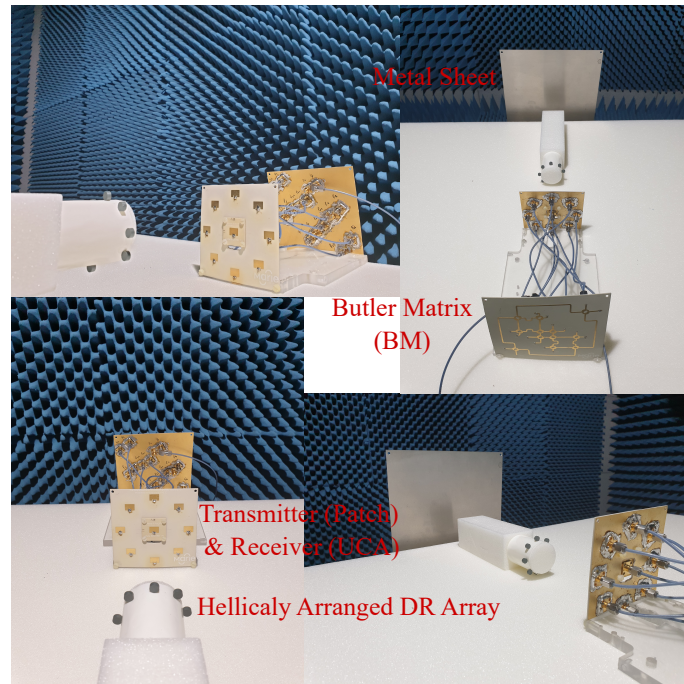 Metal Sheet
Butler Matrix
(BM)
Transmitter (Patch)
& Receiver (UCA)
Hellicaly Arranged DR Array